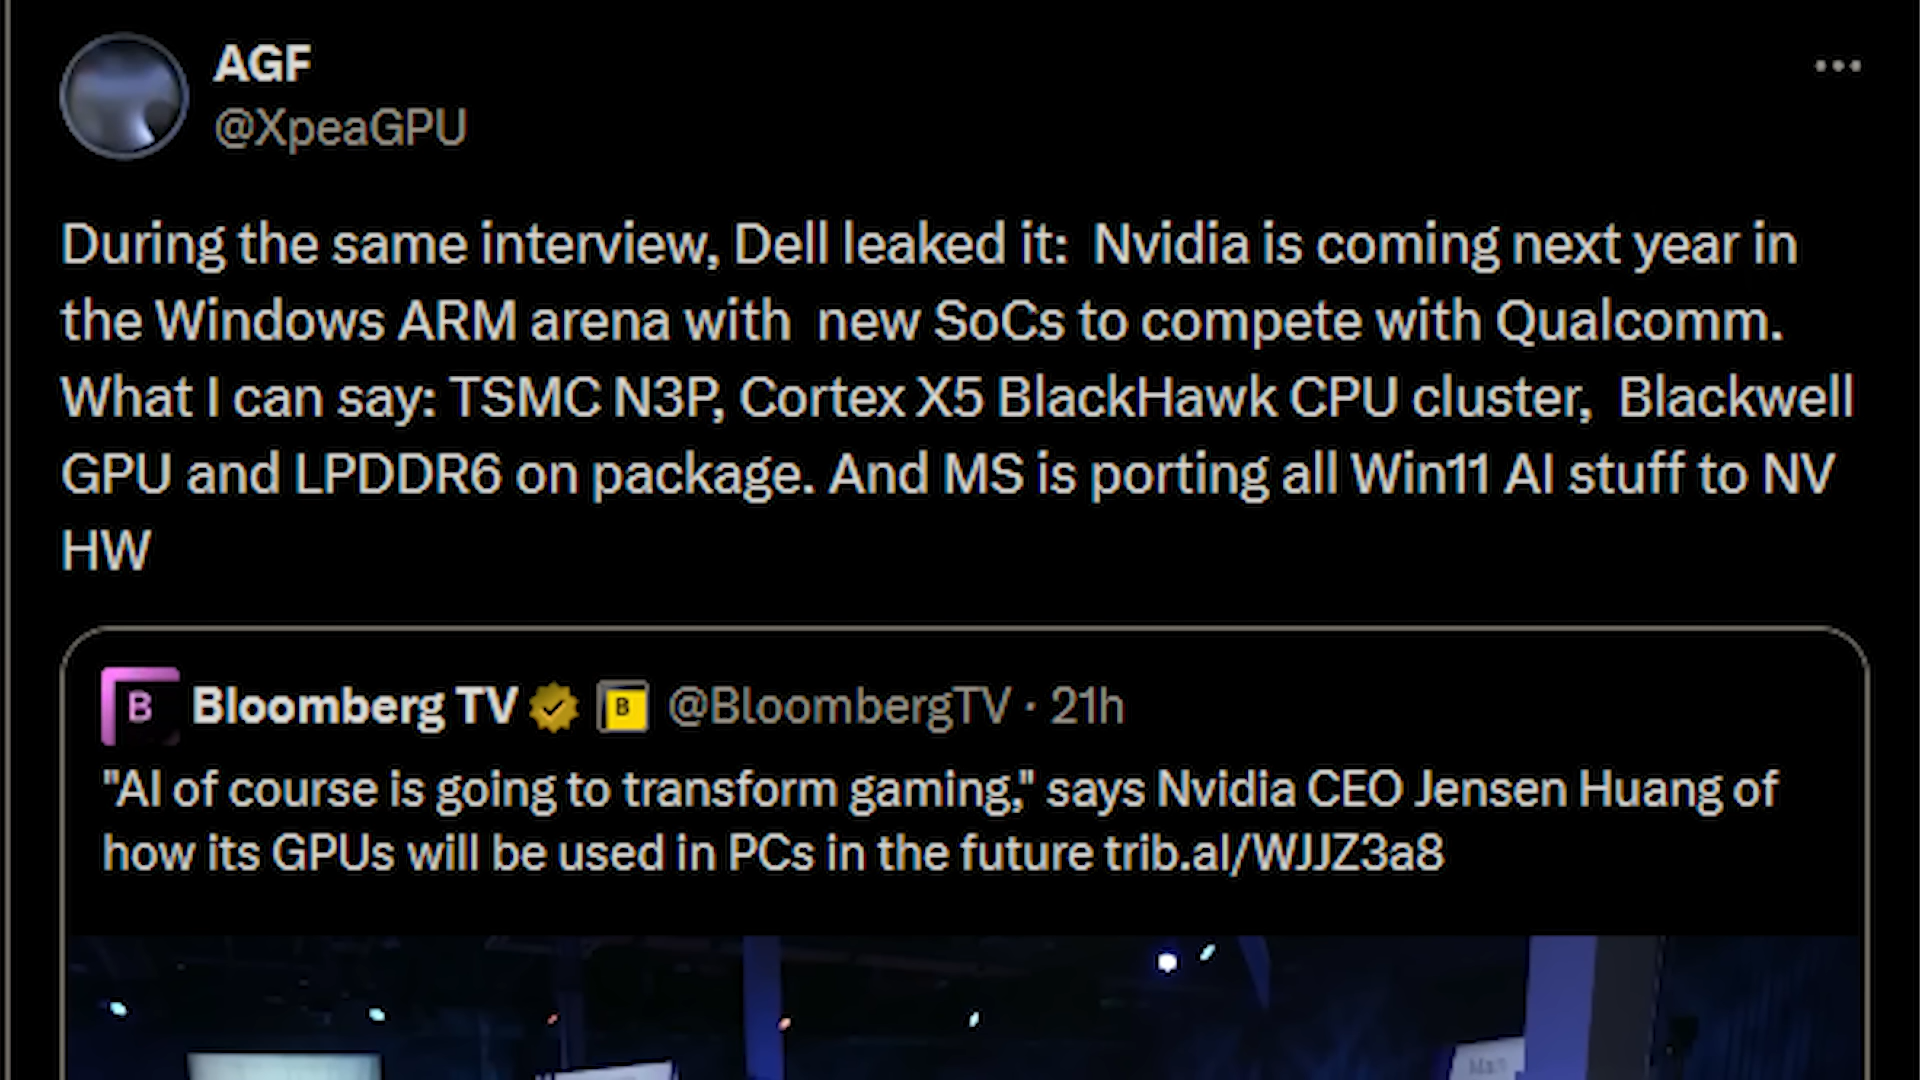 AGF
@XpeaGPU
During the same interview, Dell leaked it:  Nvidia is coming next year in
the Windows ARM arena with  new SoCs to compete with Qualcomm.
What I can say: TSMC N3P, Cortex X5 BlackHawk CPU cluster,  Blackwell
GPU and LPDDR6 on package. And MS is porting all Win11 AI stuff to NV
HW
B Bloomberg TV B @BloombergTV · 21h
"AI of course is going to transform gaming," says Nvidia CEO Jensen Huang of
how its GPUs will be used in PCs in the future trib.al/WJJZ3a8